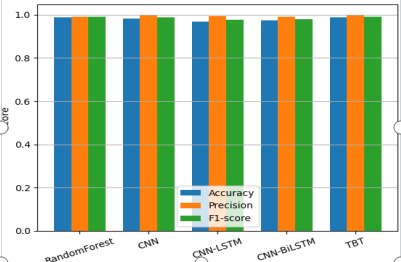 1.0
0.8
0.6
0.4
0.2
0.0
Accuracy
Precision
F1-score
RandomForest
CNN
CNN-LSTM
CNN-BiLSTM
TBT